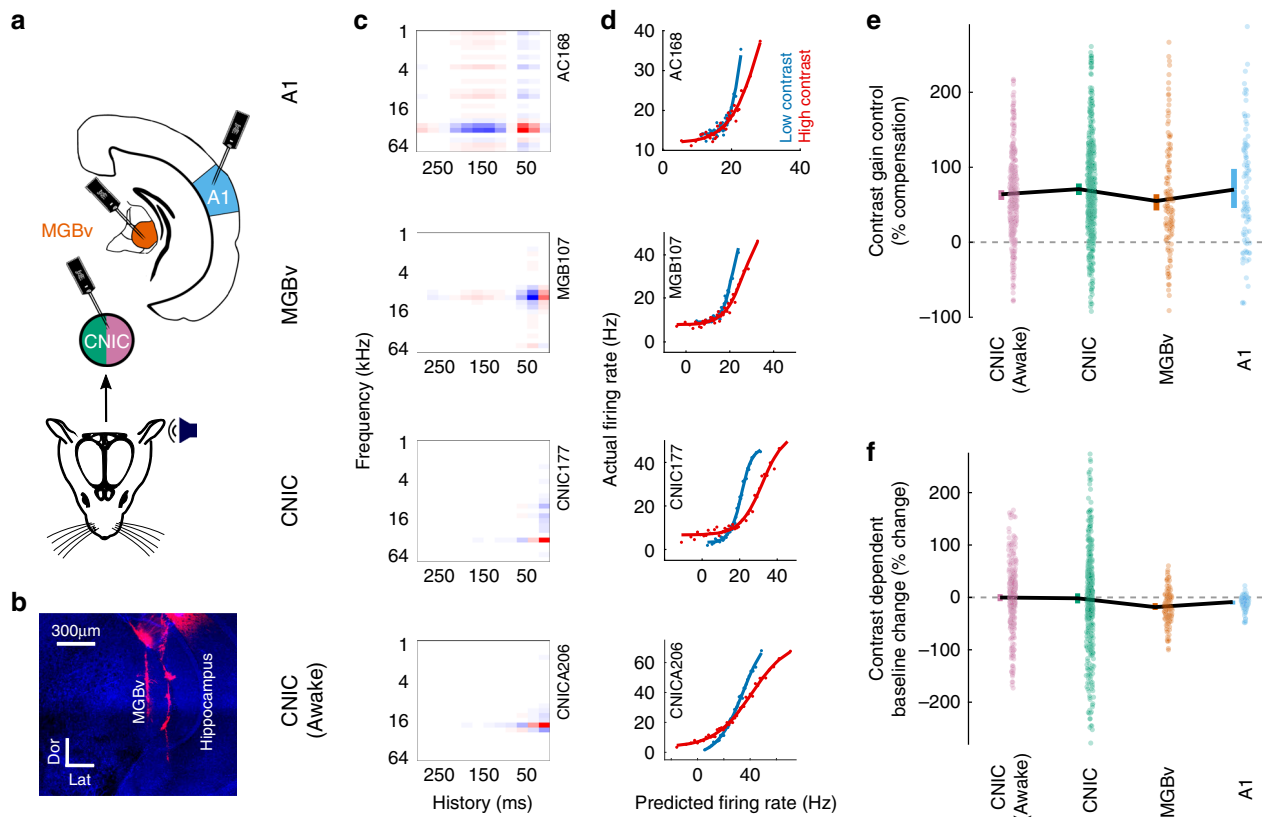 a
A1
MGBv
CNIC
b
300μm
MGBv
Hippocampus
Dor
Lat
c
A1
MGBv
CNIC
CNIC
(Awake)
Frequency (kHz)
1
4
16
64
250 150 50
AC168
1
4
16
64
250 150 50
MGB107
1
4
16
64
250 150 50
CNIC177
1
4
16
64
250 150 50
CNICA206
History (ms)
d
Actual firing rate (Hz)
AC168
40
30
20
10
0 20 40
Low contrast
High contrast
MGB107
40
20
0
0 20 40
CNIC177
40
20
0
0 20 40
CNICA206
60
40
20
0
0 40
Predicted firing rate (Hz)
e
Contrast gain control
(% compensation)
200
100
0
−100
CNIC
(Awake)
CNIC
MGBv
A1
f
Contrast dependent
baseline change (% change)
200
100
0
−100
−200
CNIC
(Awake)
CNIC
MGBv
A1